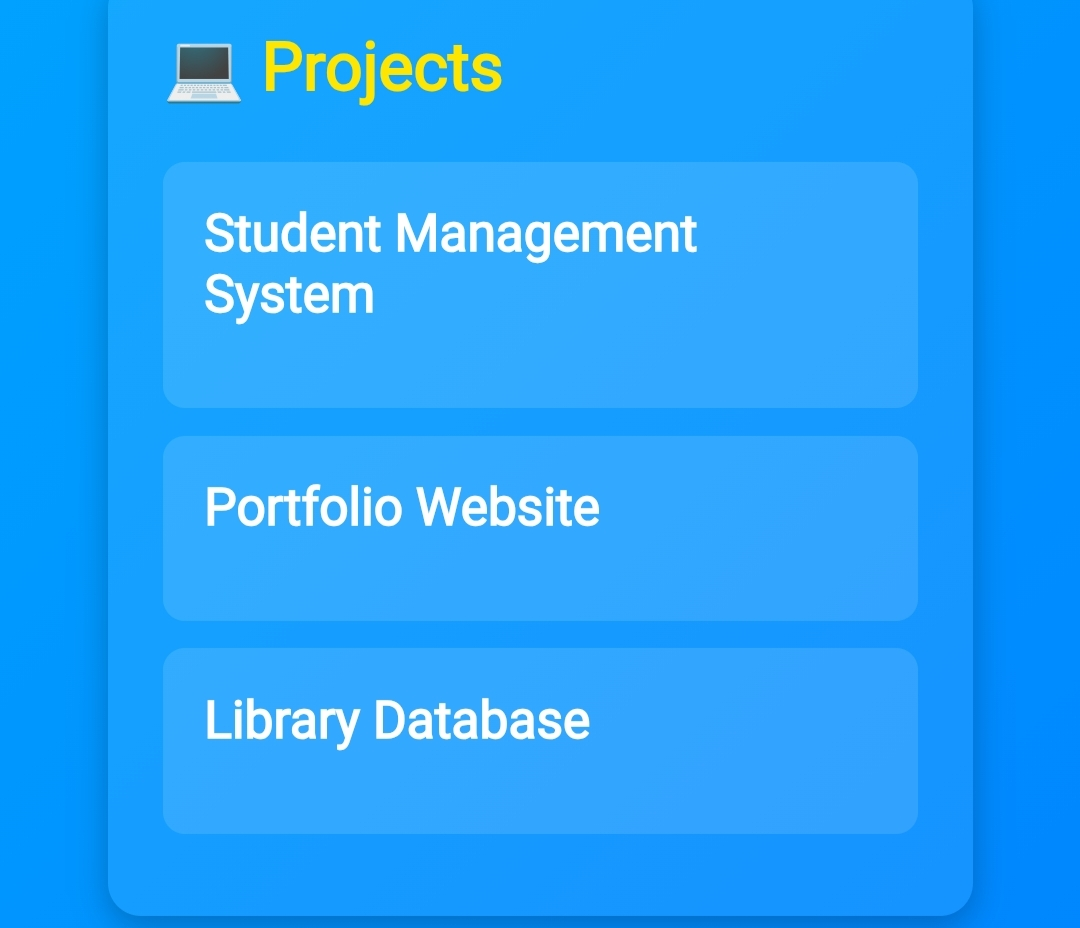 💻 Projects
Student Management
System
Portfolio Website
Library Database